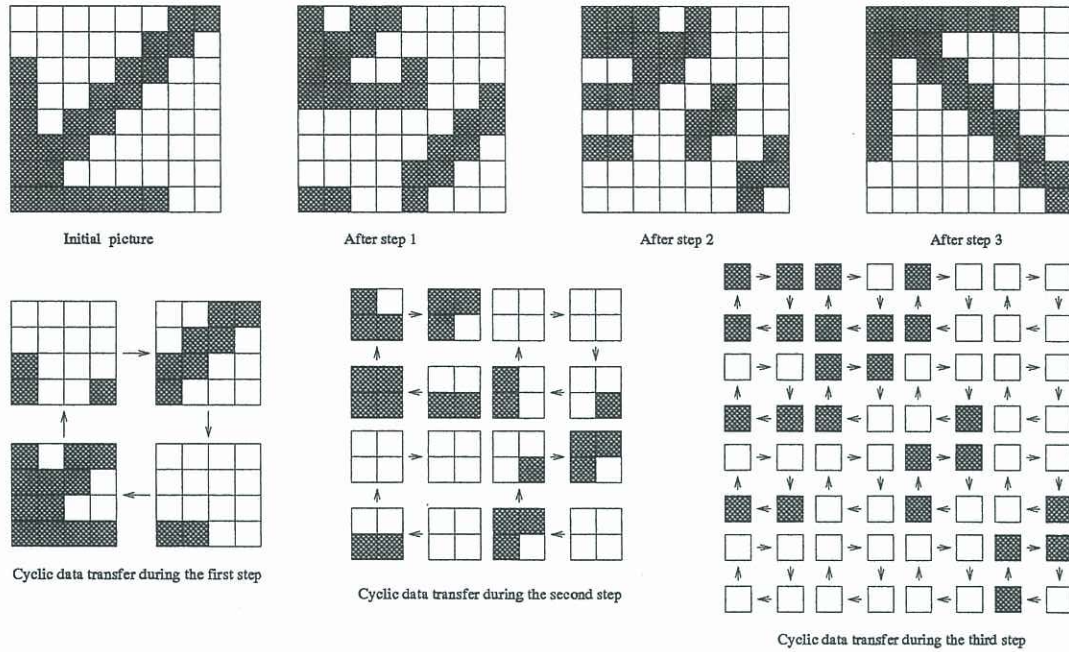 Initial picture
After step 1
After step 2
After step 3
Cyclic data transfer during the first step
Cyclic data transfer during the second step
Cyclic data transfer during the third step